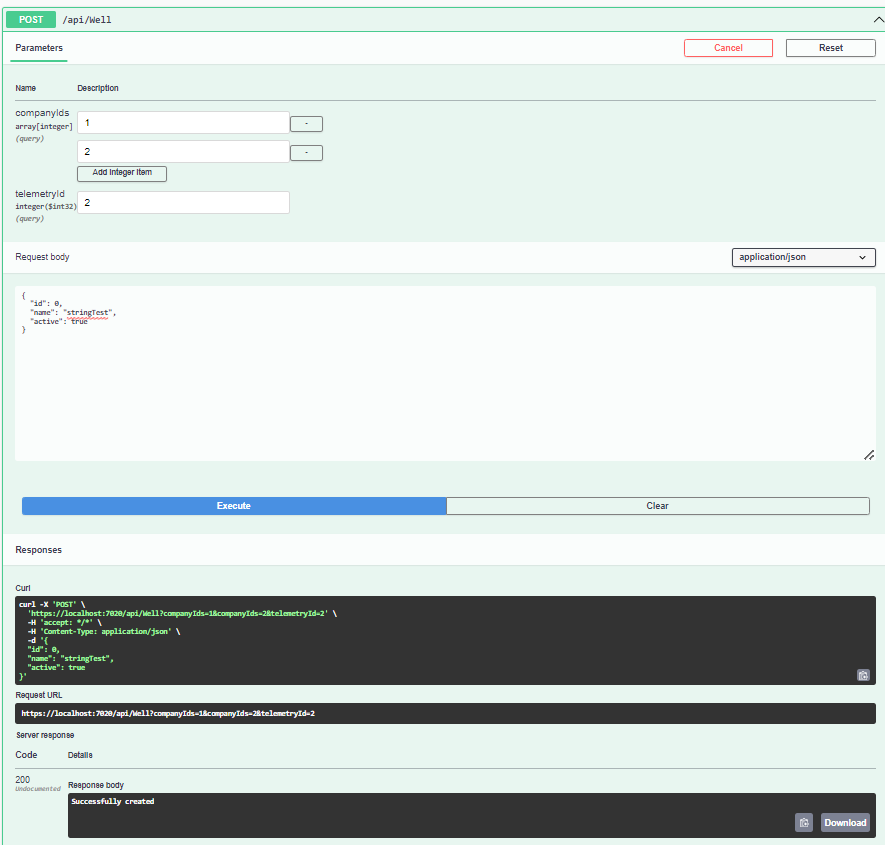 POST /api/Well
Parameters
Cancel
Reset
Name
Description
companyIds
array[integer]
(query)
1
-
2
-
Add integer item
telemetryId
integer($int32)
(query)
2
Request body
application/json
{
"id": 0,
"name": "stringTest",
"active": true
}
Execute
Clear
Responses
Curl
curl -X 'POST' \
'https://localhost:7020/api/Well?companyIds=1&companyIds=2&telemetryId=2' \
-H 'accept: */*' \
-H 'Content-Type: application/json' \
-d '{
"id": 0,
"name": "stringTest",
"active": true
}'
Request URL
https://localhost:7020/api/Well?companyIds=1&companyIds=2&telemetryId=2
Server response
Code
Details
200
Undocumented
Response body
Successfully created
Download